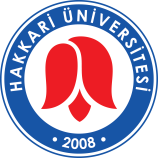 HAKKARİ ÜNİVERSİTESİ
· 2008 ·